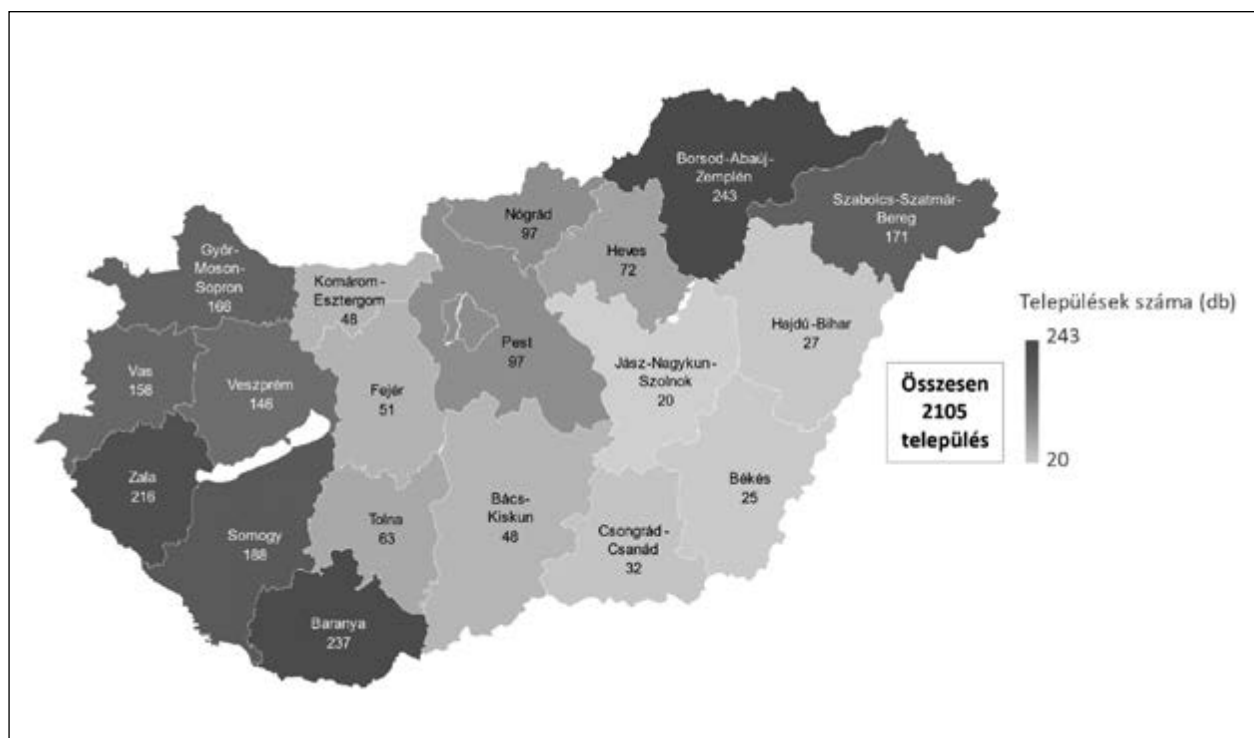 Borsod-Abaúj-
Zemplén
243
Szabolcs-Szatmár-
Bereg
171
Nógrád
97
Heves
72
Győr-
Moson-
Sopron
166
Komárom-
Esztergom
48
Pest
97
Hajdú-Bihar
27
Jász-Nagykun-
Szolnok
20
Vas
158
Veszprém
146
Fejér
51
Zala
216
Somogy
188
Tolna
63
Bács-
Kiskun
48
Csongrád-
Csanád
32
Békés
25
Baranya
237
Települések száma (db)
243
20
Összesen
2105
település